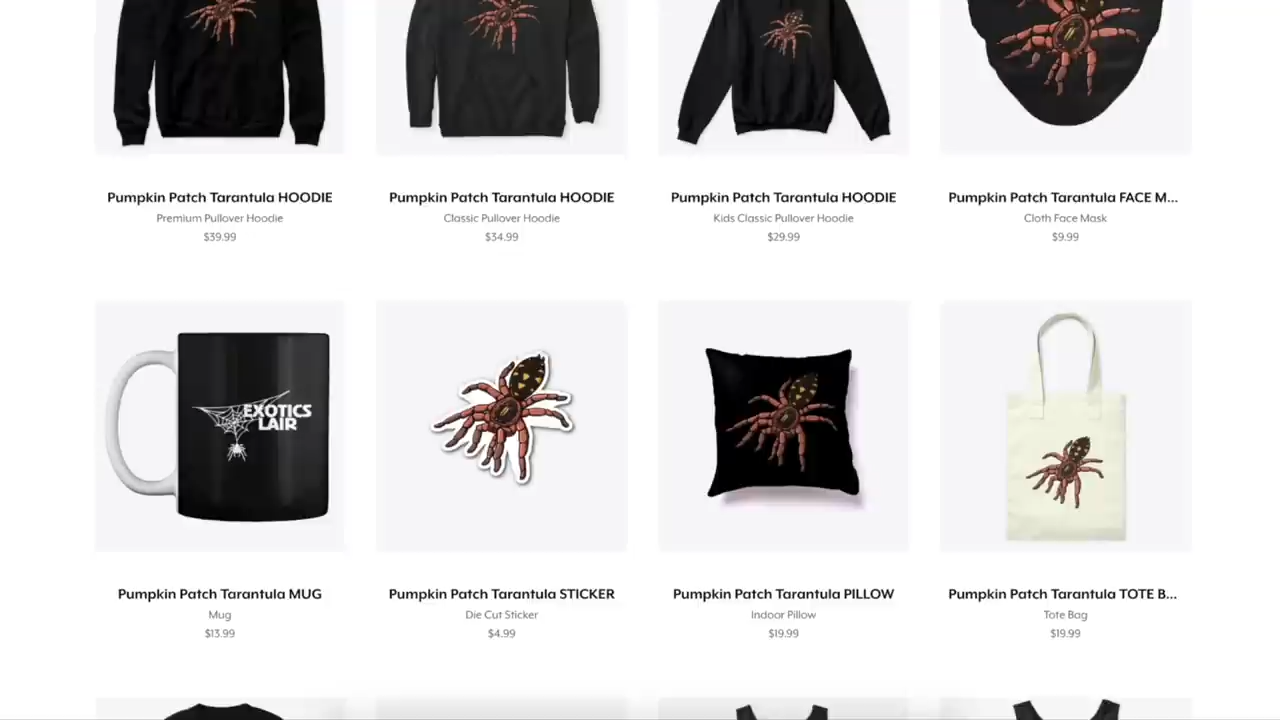 Pumpkin Patch Tarantula HOODIE
Premium Pullover Hoodie
$39.99
Pumpkin Patch Tarantula HOODIE
Classic Pullover Hoodie
$34.99
Pumpkin Patch Tarantula HOODIE
Kids Classic Pullover Hoodie
$29.99
Pumpkin Patch Tarantula FACE M...
Cloth Face Mask
$9.99
EXOTICS
LAIR
Pumpkin Patch Tarantula MUG
Mug
$13.99
Pumpkin Patch Tarantula STICKER
Die Cut Sticker
$4.99
Pumpkin Patch Tarantula PILLOW
Indoor Pillow
$19.99
Pumpkin Patch Tarantula TOTE B...
Tote Bag
$19.99